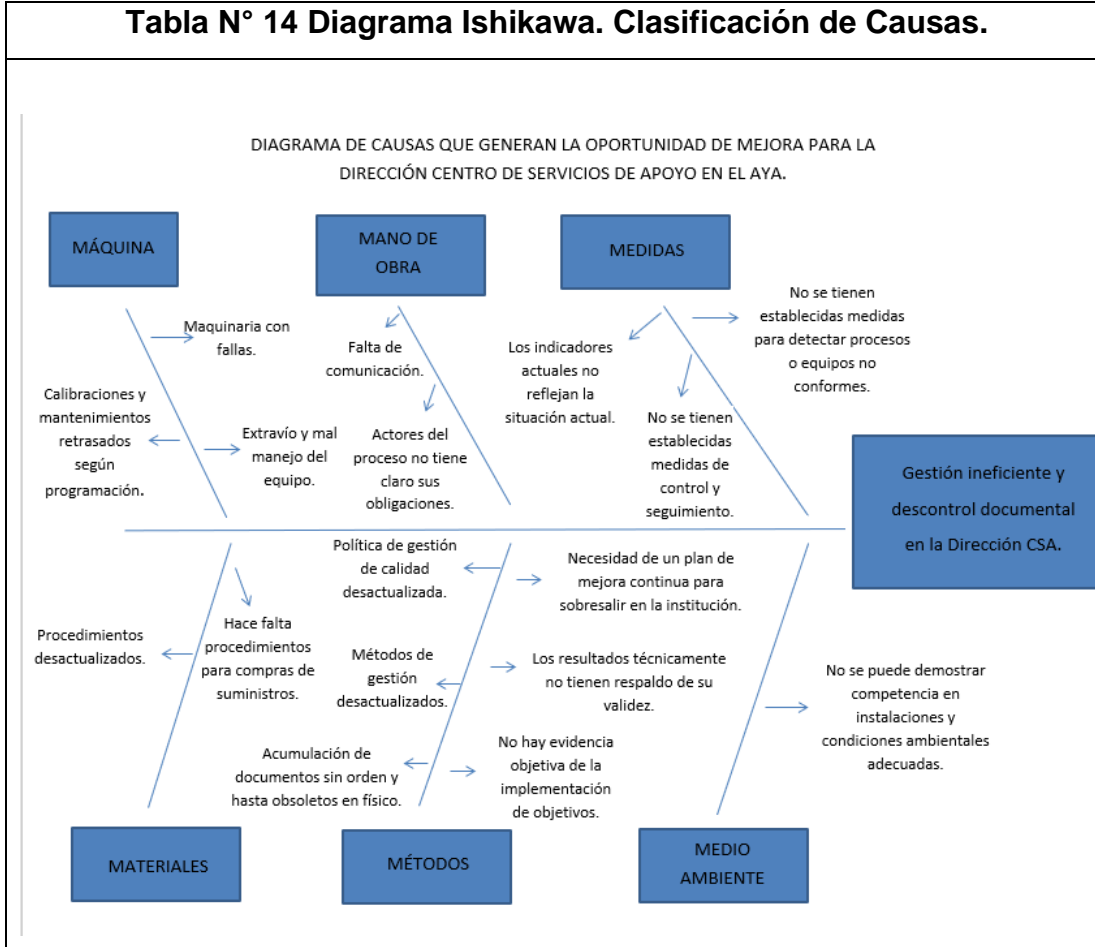 Tabla N° 14 Diagrama Ishikawa. Clasificación de Causas.
DIAGRAMA DE CAUSAS QUE GENERAN LA OPORTUNIDAD DE MEJORA PARA LA
DIRECCIÓN CENTRO DE SERVICIOS DE APOYO EN EL AYA.
MÁQUINA
MANO DE
OBRA
MEDIDAS
Maquinaria con
fallas.
Calibraciones y
mantenimientos
retrasados
según
programación.
Extravío y mal
manejo del
equipo.
Falta de
comunicación.
Actores del
proceso no tiene
claro sus
obligaciones.
Los indicadores
actuales no
reflejan la
situación actual.
No se tienen
establecidas
medidas de
control y
seguimiento.
No se tienen
establecidas medidas
para detectar procesos
o equipos no
conformes.
Gestión ineficiente y
descontrol documental
en la Dirección CSA.
Procedimientos
desactualizados.
Hace falta
procedimientos
para compras de
suministros.
Política de gestión
de calidad
desactualizada.
Métodos de
gestión
desactualizados.
Acumulación de
documentos sin orden y
hasta obsoletos en físico.
Necesidad de un plan de
mejora continua para
sobresalir en la institución.
Los resultados técnicamente
no tienen respaldo de su
validez.
No hay evidencia
objetiva de la
implementación
de objetivos.
No se puede demostrar
competencia en
instalaciones y
condiciones ambientales
adecuadas.
MATERIALES
MÉTODOS
MEDIO
AMBIENTE